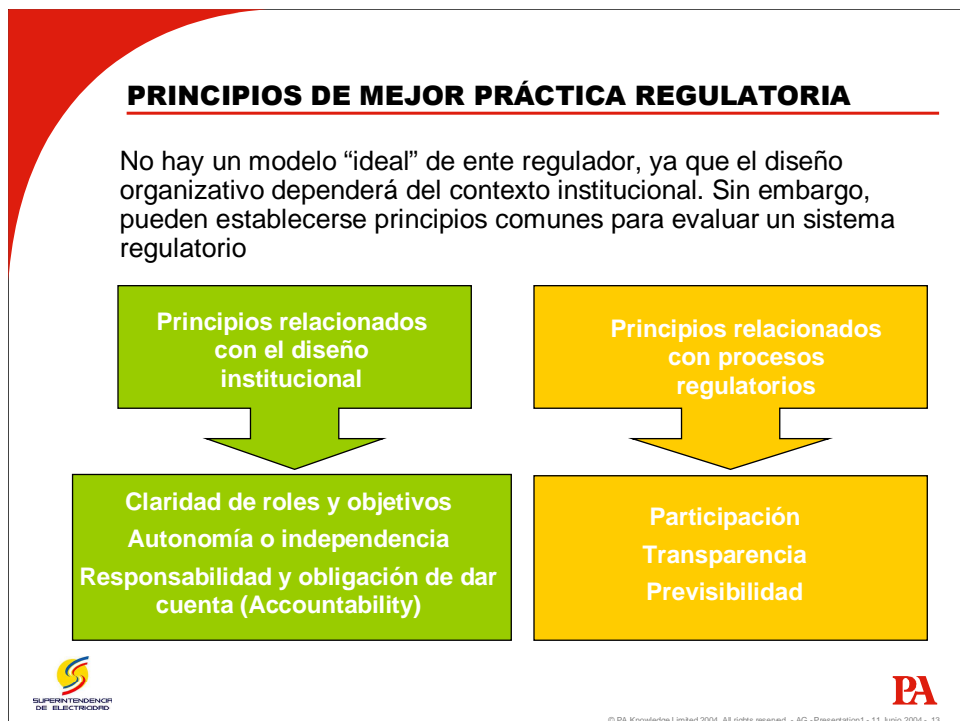 PRINCIPIOS DE MEJOR PRÁCTICA REGULATORIA
No hay un modelo “ideal” de ente regulador, ya que el diseño
organizativo dependerá del contexto institucional. Sin embargo,
pueden establecerse principios comunes para evaluar un sistema
regulatorio
Principios relacionados
con el diseño
institucional
Principios relacionados
con procesos
regulatorios
Claridad de roles y objetivos
Autonomía o independencia
Responsabilidad y obligación de dar
cuenta (Accountability)
Participación
Transparencia
Previsibilidad
SUPERINTENDENCIA
DE ELECTRICIDAD
PA
© PA Knowledge Limited 2004. All rights reserved. - AG - Presentation1 - 11 Junio 2004 - 13